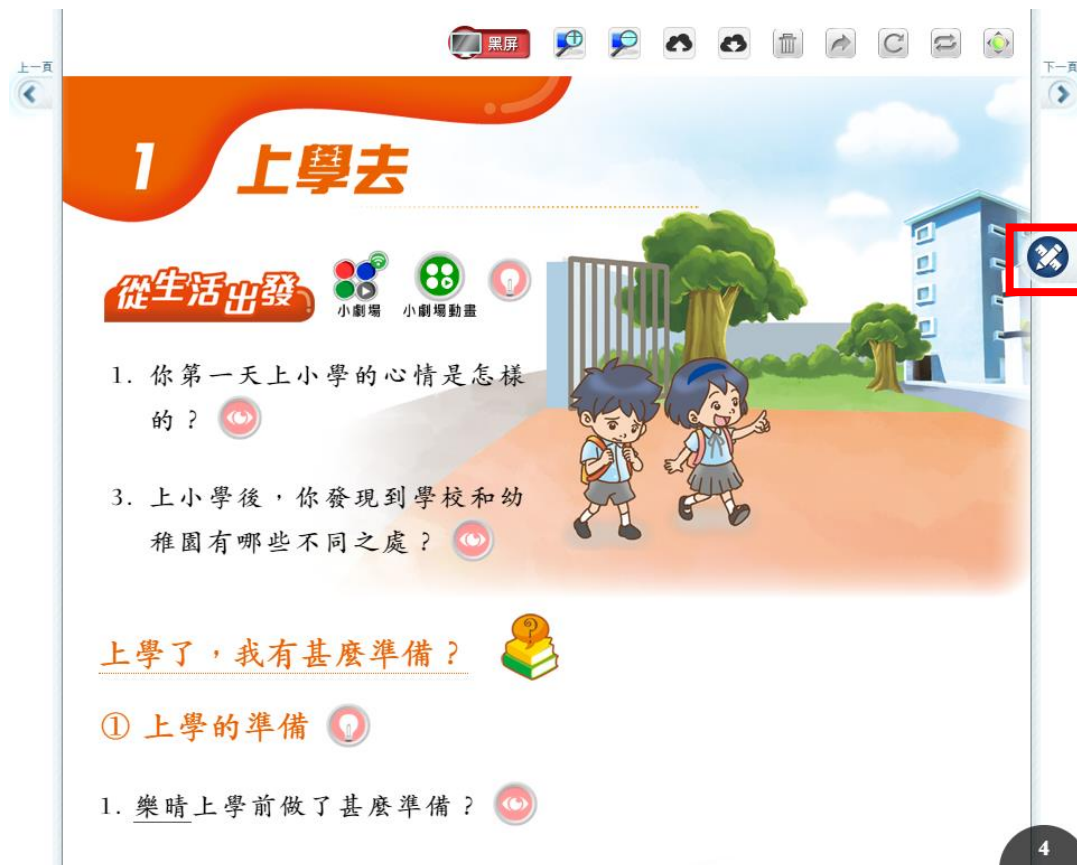 黑屏
上一頁
下一頁
1 上學去
從生活出發
小劇場
小劇場動畫
1. 你第一天上小學的心情是怎樣
的？
3. 上小學後，你發現到學校和幼
稚園有哪些不同之處？
上學了，我有甚麼準備？
① 上學的準備
1. 樂晴上學前做了甚麼準備？
4